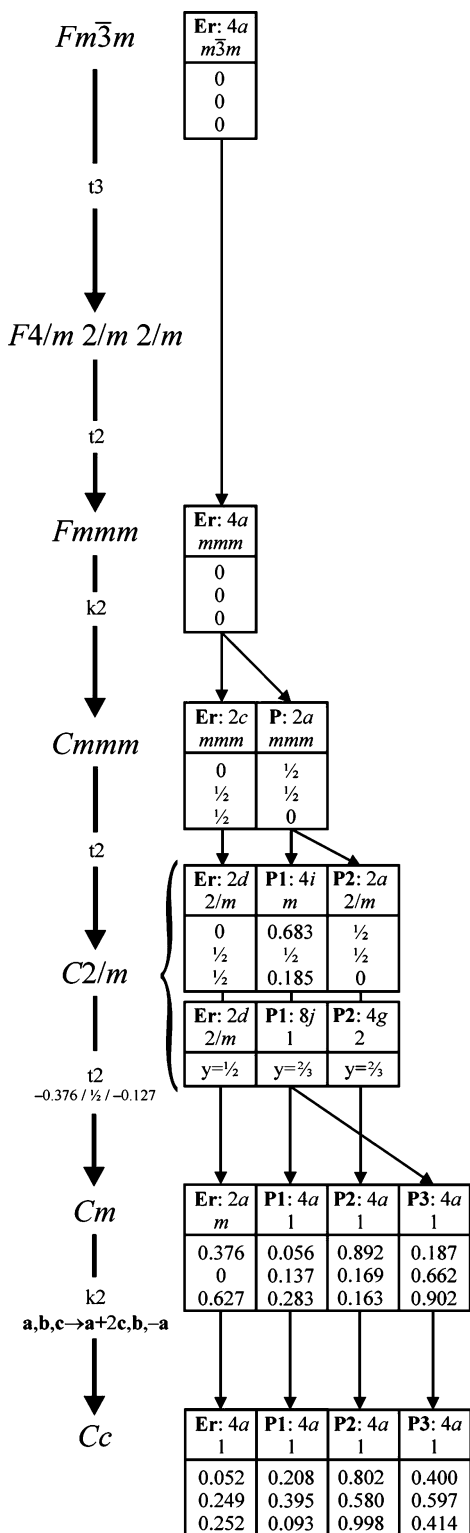 Fm3̅m
Er: 4a
m3̅m
0
0
0
t3
F4/m 2/m 2/m
t2
Fmmm
Er: 4a
mmm
0
0
0
k2
Cmmm
Er: 2c P: 2a
mmm mmm
0 ½
½ ½
½ 0
t2
C2/m
Er: 2d P1: 4i P2: 2a
2/m m 2/m
0 0.683 ½
½ ½ ½
½ 0.185 0
Er: 2d P1: 8j P2: 4g
2/m 1 2
y=½ y=⅔ y=⅔
t2
−0.376 / ½ / −0.127
Cm
Er: 2a P1: 4a P2: 4a P3: 4a
m 1 1 1
0.376 0.056 0.892 0.187
0 0.137 0.169 0.662
0.627 0.283 0.163 0.902
k2
a,b,c→a+2c,b,−a
Cc
Er: 4a P1: 4a P2: 4a P3: 4a
1 1 1 1
0.052 0.208 0.802 0.400
0.249 0.395 0.580 0.597
0.252 0.093 0.998 0.414